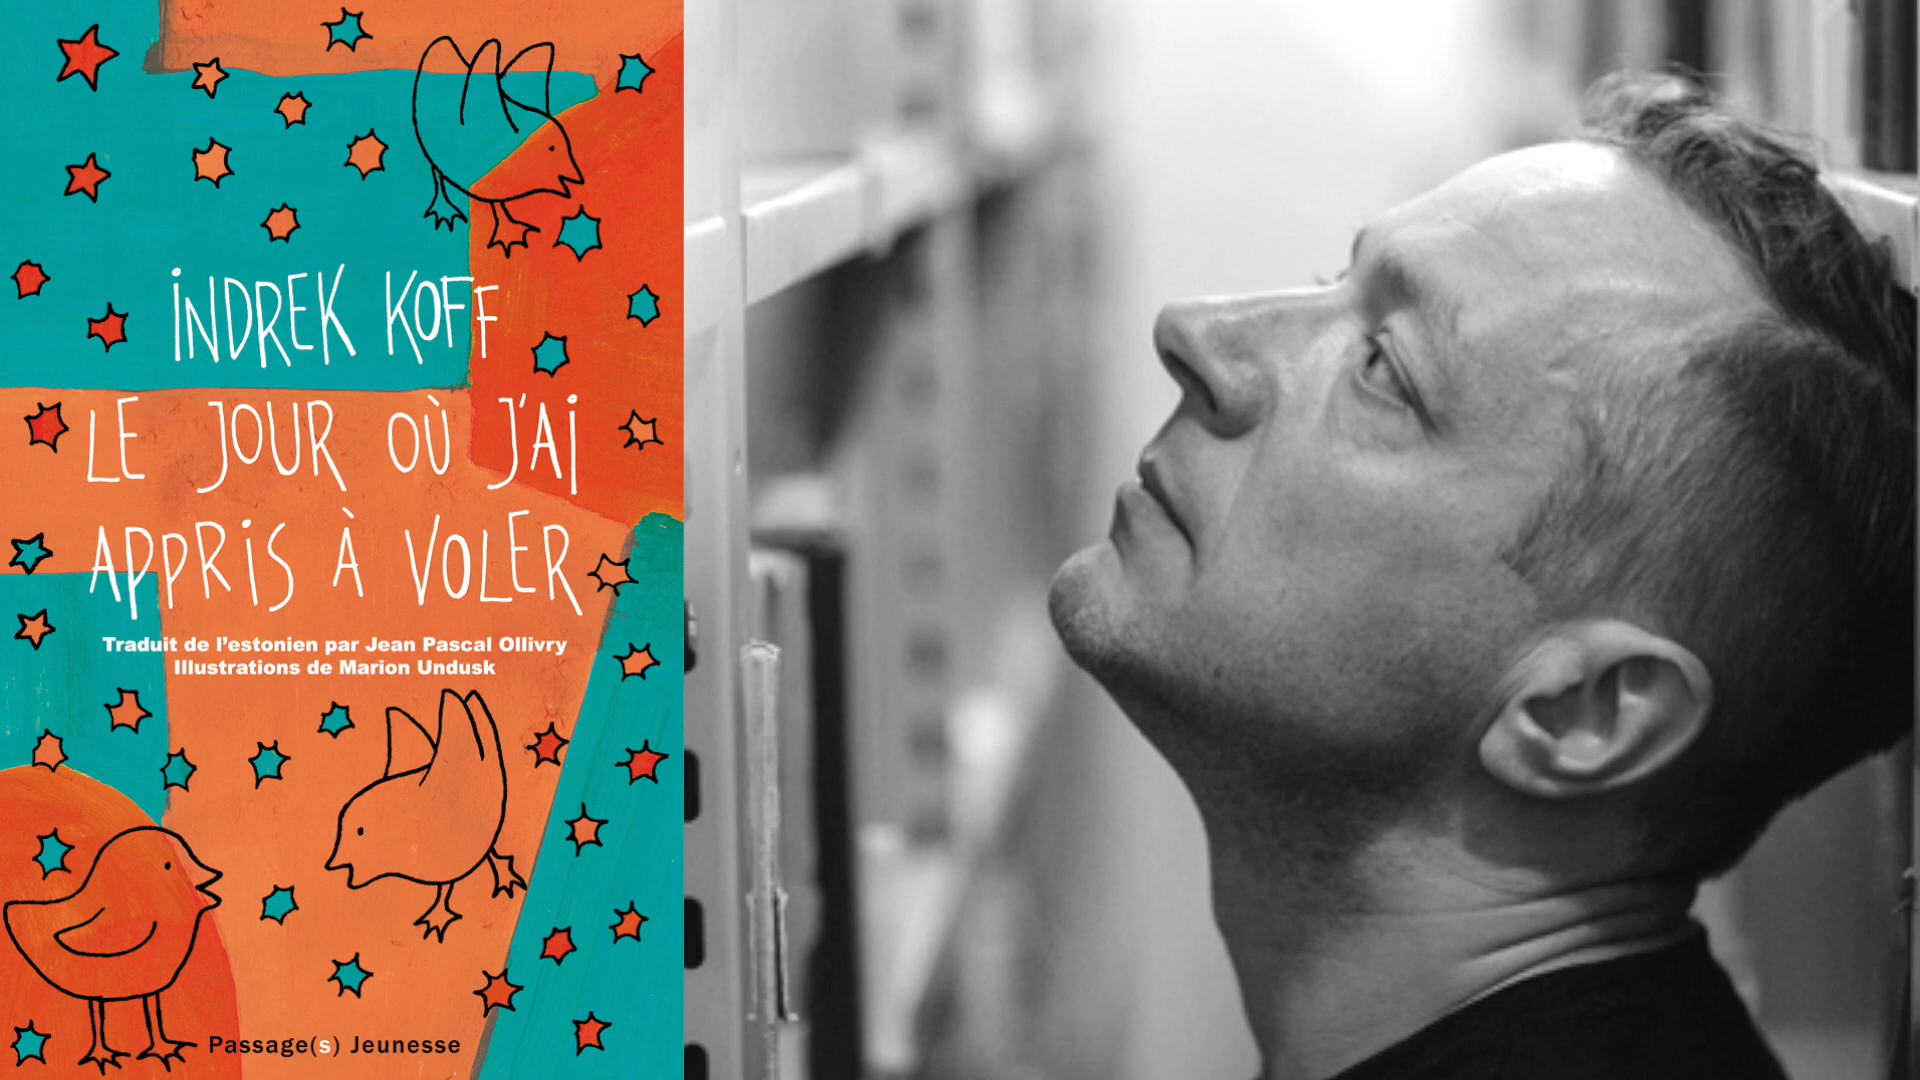 iNDREK KOFF
LE JOUR OÙ J'Ai
APPRiS À VOLER
Traduit de l'estonien par Jean Pascal Ollivry
Illustrations de Marion Undusk
Passage(s) Jeunesse